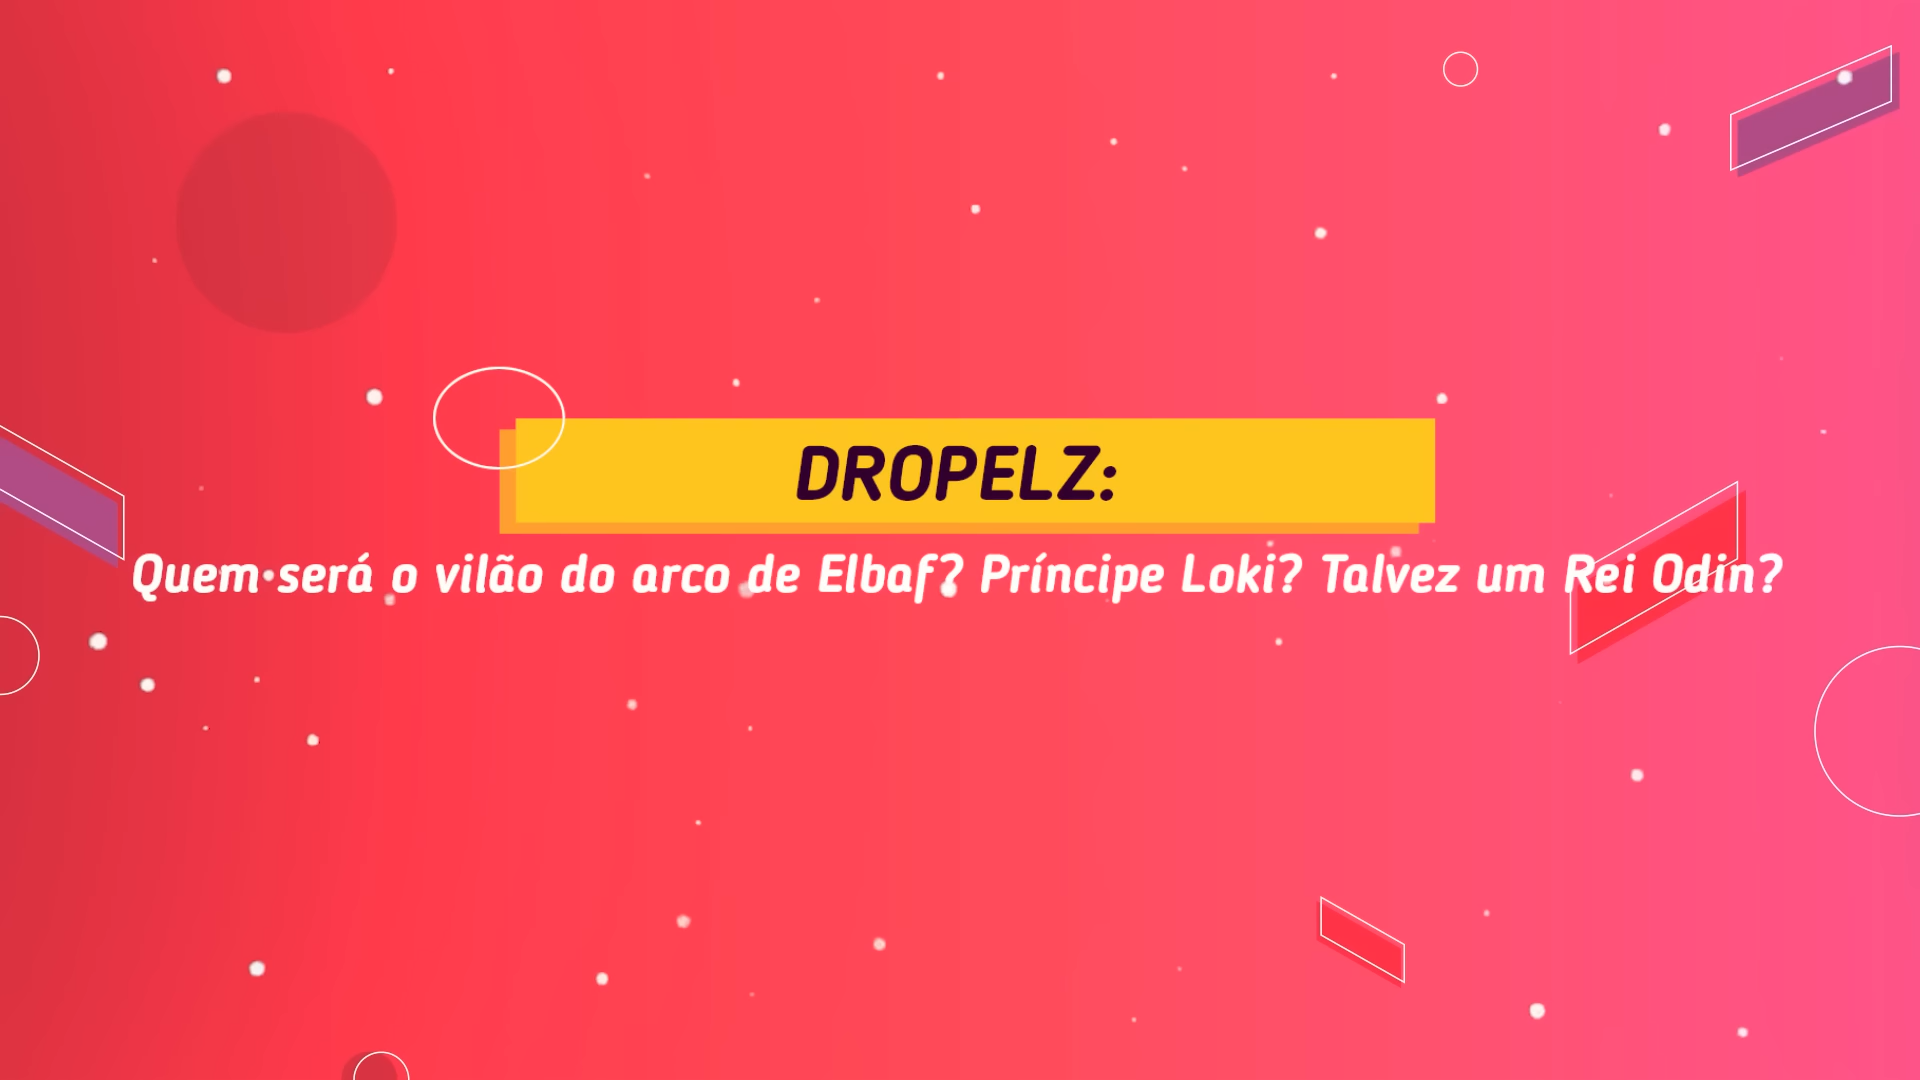 DROPELZ:
Quem será o vilão do arco de Elbaf? Príncipe Loki? Talvez um Rei Odin?